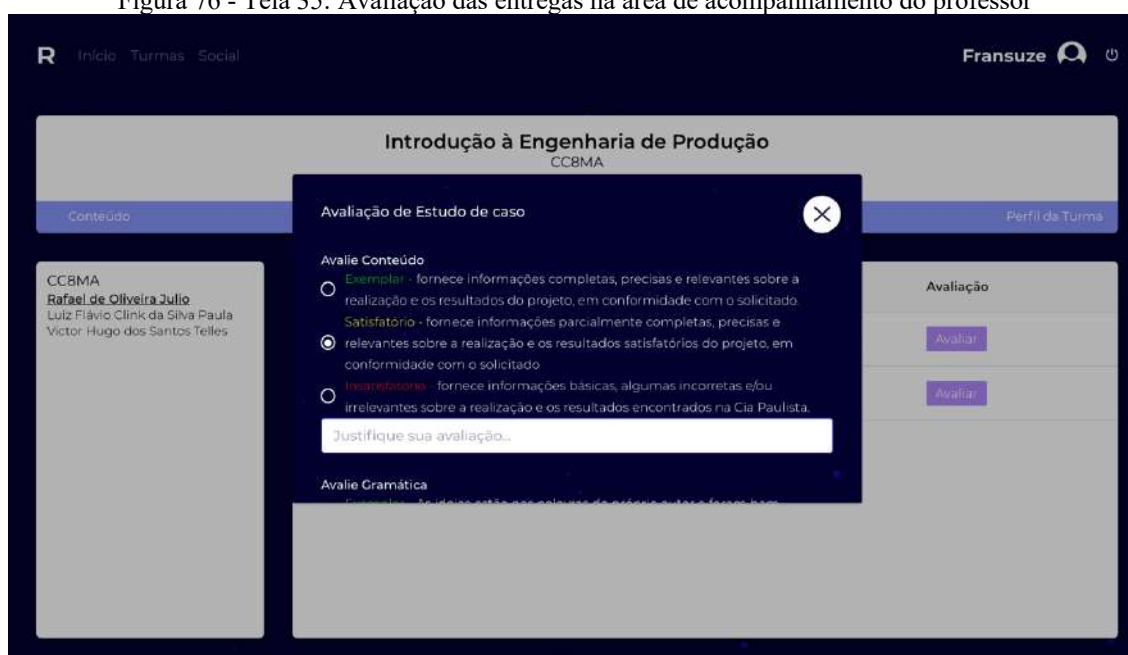 Figura 76 - Tela 35: Avaliação das entregas na área de acompanhamento do professor
R Início Turmas Social
Fransuze
Introdução à Engenharia de Produção
CC8MA
Conteúdo
Perfil da Turma
Avaliação de Estudo de caso
Avalie Conteúdo
Exemplar - fornece informações completas, precisas e relevantes sobre a
realização e os resultados do projeto, em conformidade com o solicitado.
Satisfatório - fornece informações parcialmente completas, precisas e
relevantes sobre a realização e os resultados satisfatórios do projeto, em
conformidade com o solicitado
Insatisfatório - fornece informações básicas, algumas incorretas e/ou
irrelevantes sobre a realização e os resultados encontrados na Cia Paulista.
Justifique sua avaliação...
Avalie Gramática
CC8MA
Rafael de Oliveira Julio
Luiz Flávio Clink da Silva Paula
Victor Hugo dos Santos Telles
Avaliação
Avaliar
Avaliar